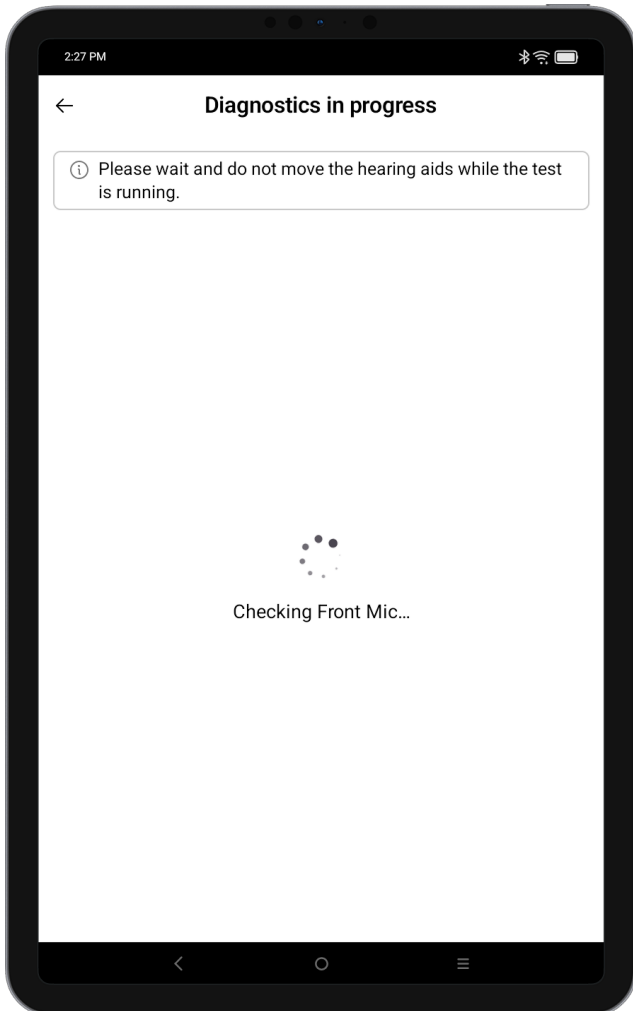 2:27 PM
Diagnostics in progress
Please wait and do not move the hearing aids while the test
is running.
Checking Front Mic...